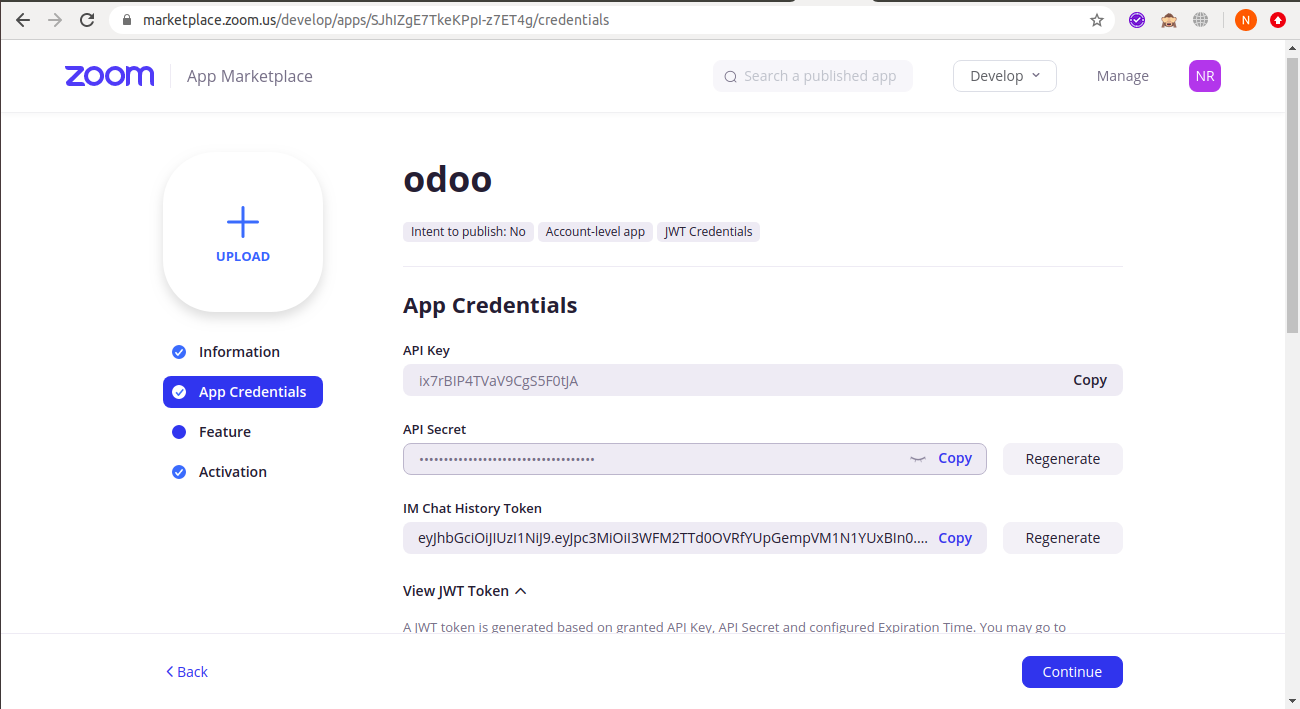 marketplace.zoom.us/develop/apps/SJhIZgE7TkeKPpI-z7ET4g/credentials
N
zoom App Marketplace
Search a published app
Develop
Manage
NR
UPLOAD
Information
App Credentials
Feature
Activation
odoo
Intent to publish: No Account-level app JWT Credentials
App Credentials
API Key
ix7rBIP4TVaV9CgS5F0tJA Copy
API Secret
•••••••••••••••••••••••••••••••••••• Copy Regenerate
IM Chat History Token
eyJhbGciOiJIUzI1NiJ9.eyJpc3MiOiI3WFM2TTd0OVRfYUpGempVM1N1YUxBIn0.... Copy Regenerate
View JWT Token
A JWT token is generated based on granted API Key, API Secret and configured Expiration Time. You may go to
Back
Continue